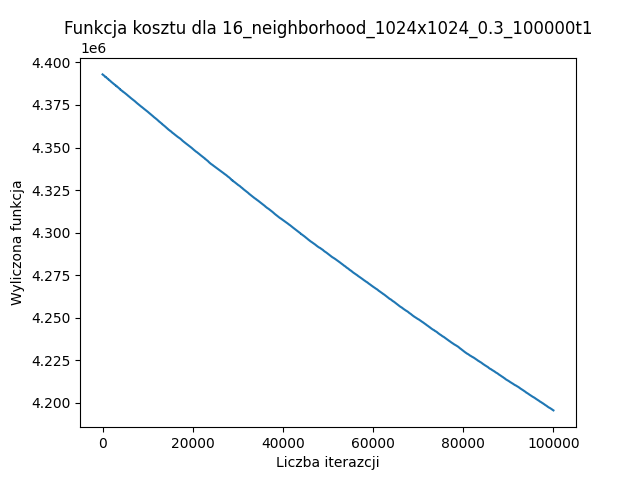 Funkcja kosztu dla 16_neighborhood_1024x1024_0.3_100000t1
1e6
4.400
4.375
4.350
4.325
4.300
4.275
4.250
4.225
4.200
Wyliczona funkcja
0 20000 40000 60000 80000 100000
Liczba iterazcji